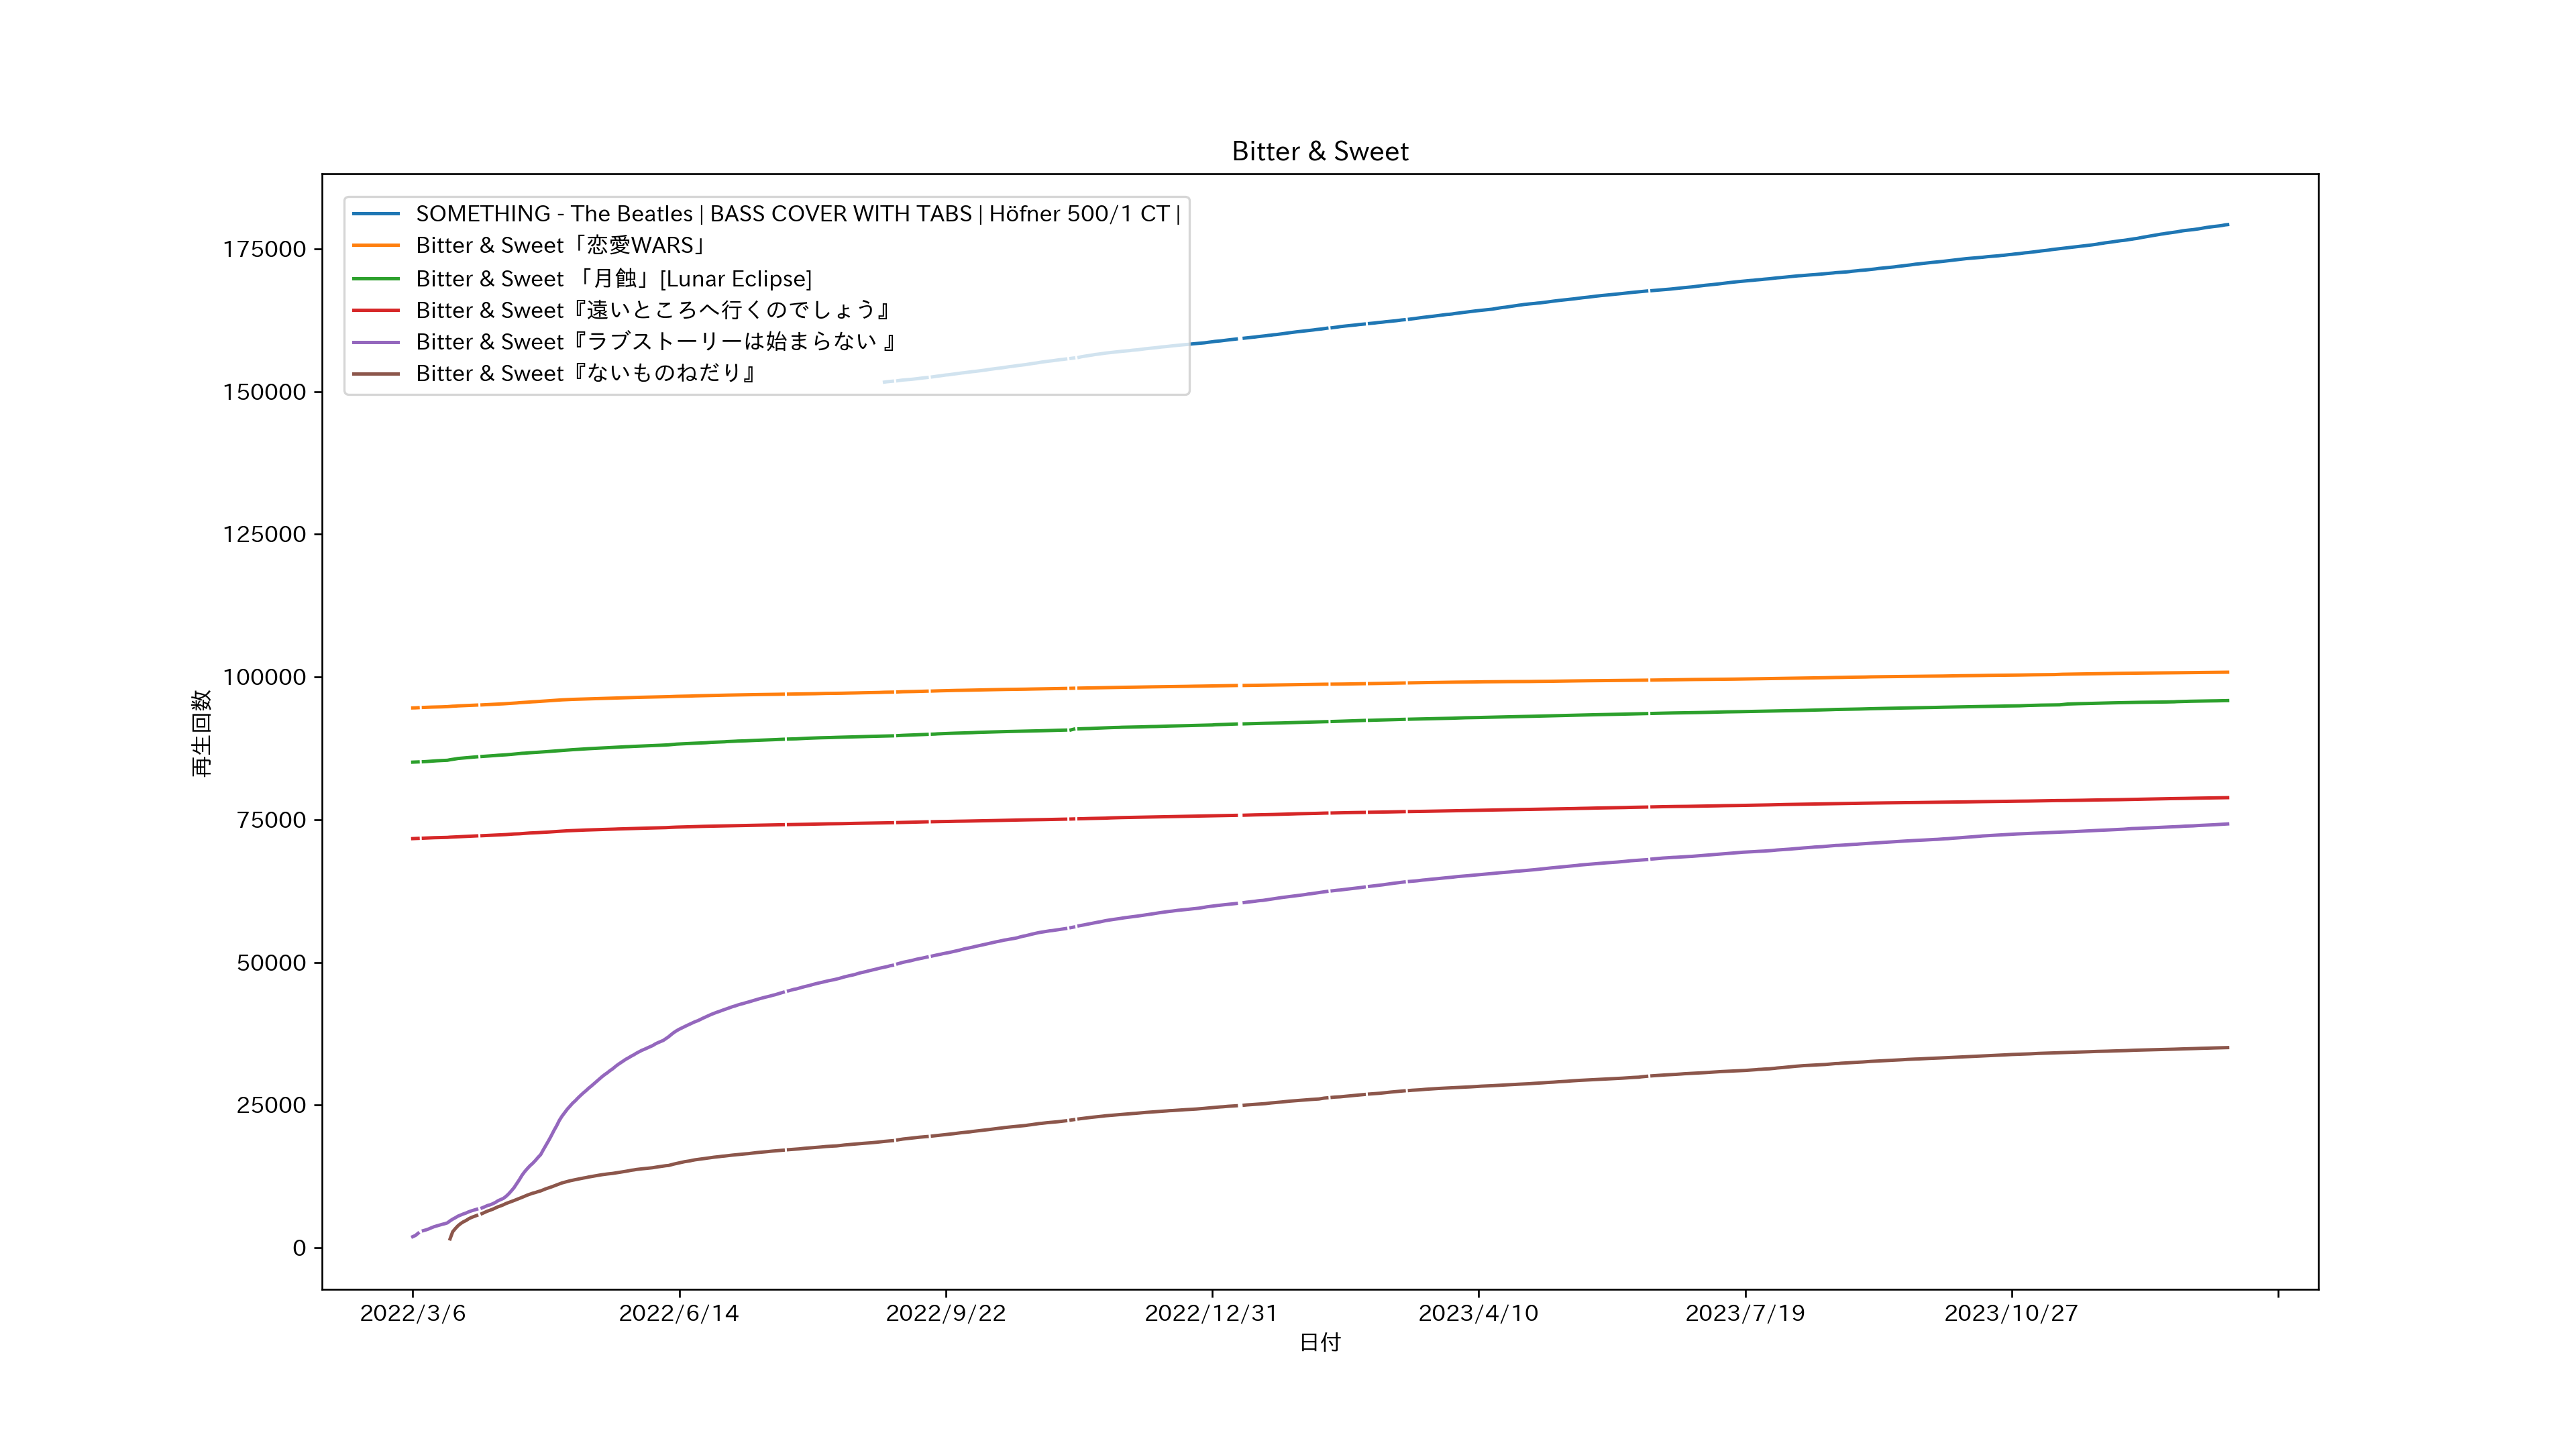 Bitter & Sweet
SOMETHING - The Beatles | BASS COVER WITH TABS | Höfner 500/1 CT |
Bitter & Sweet「恋愛WARS」
Bitter & Sweet 「月蝕」[Lunar Eclipse]
Bitter & Sweet『遠いところへ行くのでしょう』
Bitter & Sweet『ラブストーリーは始まらない 』
Bitter & Sweet『ないものねだり』
175000
150000
125000
100000
75000
50000
25000
0
再生回数
2022/3/6 2022/6/14 2022/9/22 2022/12/31 2023/4/10 2023/7/19 2023/10/27
日付